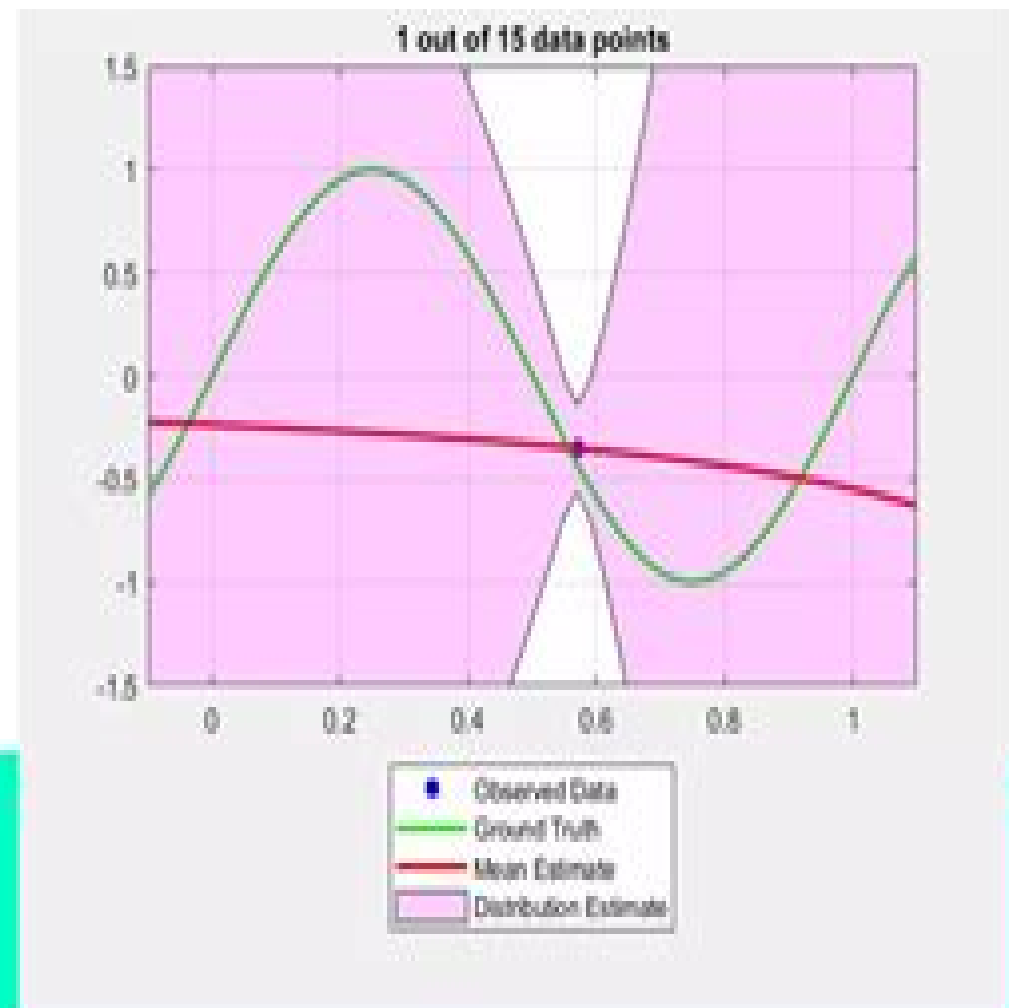 1 out of 15 data points
1.5
1
0.5
0
-0.5
-1
-1.5
0 0.2 0.4 0.6 0.8 1
Observed Data
Ground Truth
Mean Estimate
Distribution Estimate